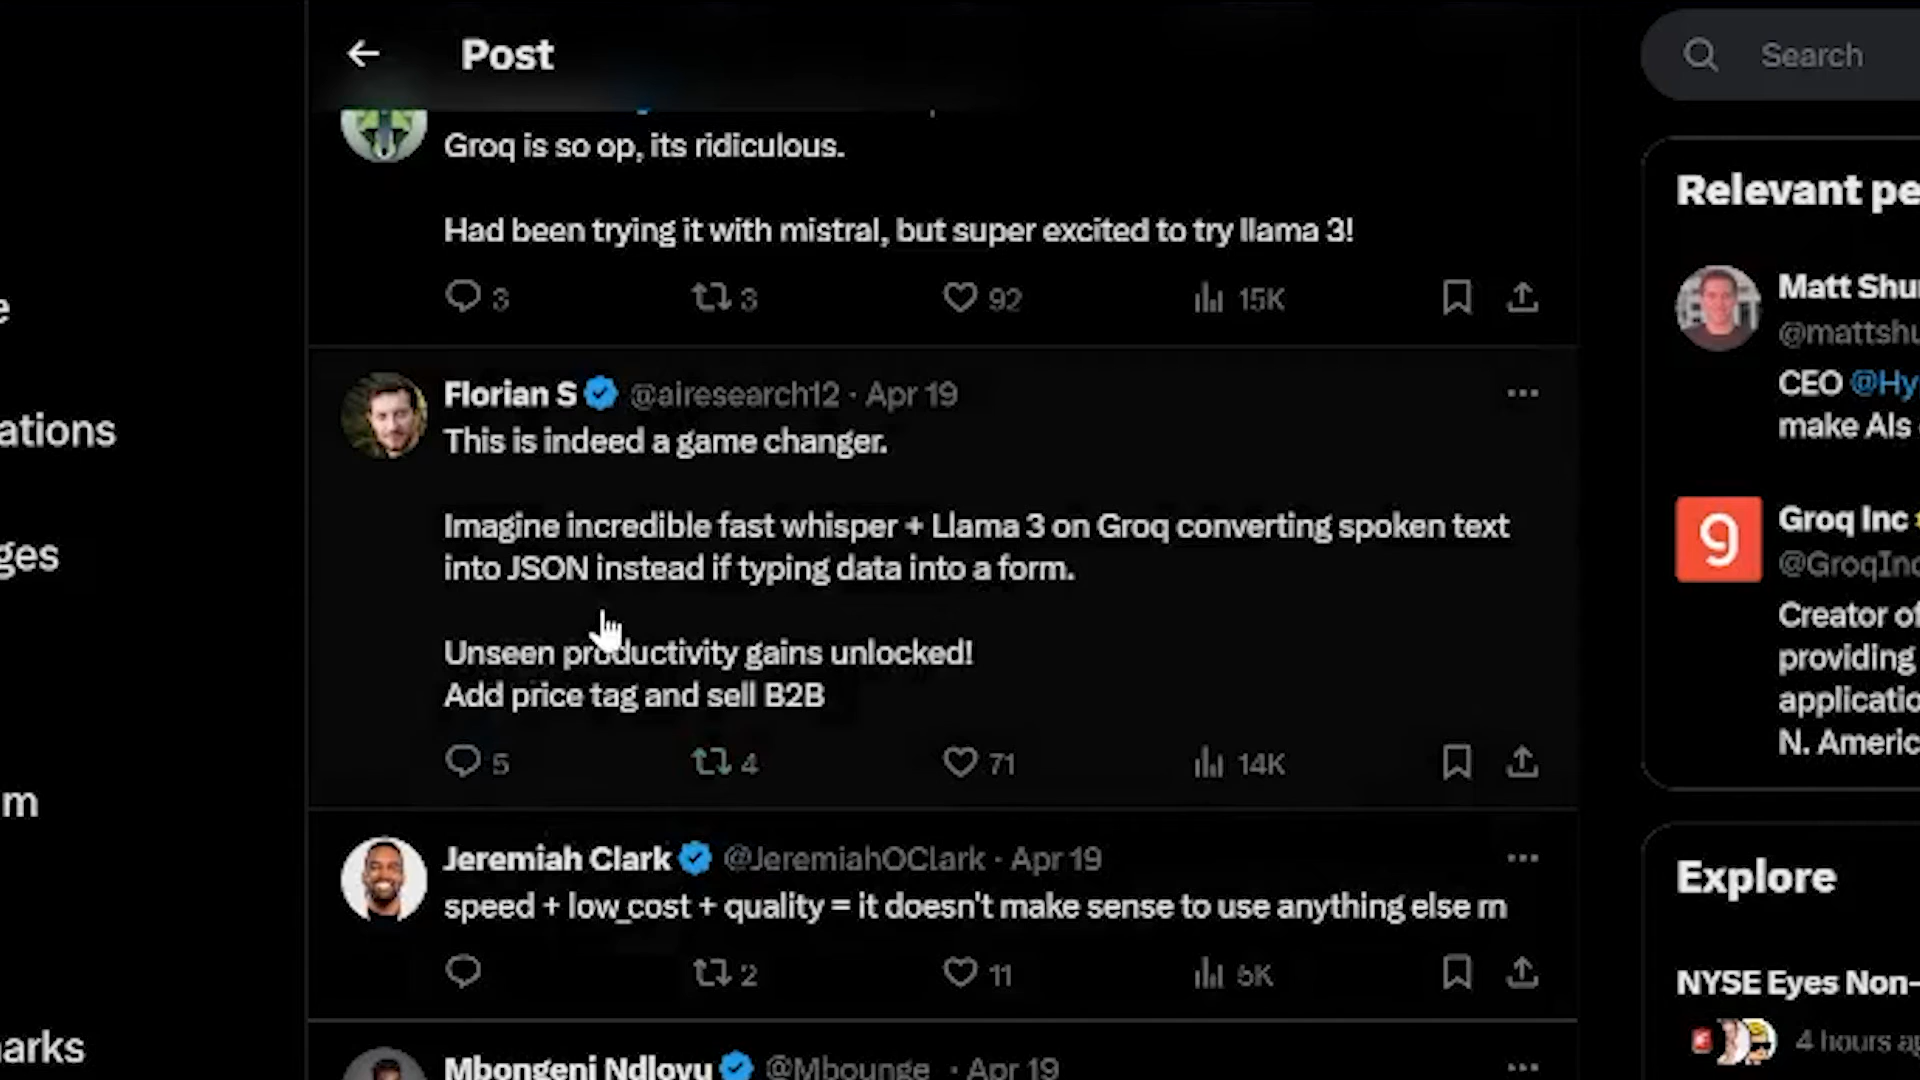 Post
Search
Groq is so op, its ridiculous.
Had been trying it with mistral, but super excited to try llama 3!
3 3 92 15K
Florian S @airesearch12 · Apr 19
This is indeed a game changer.
Imagine incredible fast whisper + Llama 3 on Groq converting spoken text
into JSON instead if typing data into a form.
Unseen productivity gains unlocked!
Add price tag and sell B2B
5 4 71 14K
Jeremiah Clark @JeremiahOClark · Apr 19
speed + low_cost + quality = it doesn't make sense to use anything else rn
2 11 5K
Mbongeni Ndlovu @Mbounge · Apr 19
e
ations
ges
m
arks
Relevant pe
Matt Shu
@mattshu
CEO @Hy
make AIs
Groq Inc
@GroqInc
Creator of
providing
applicatio
N. Americ
Explore
NYSE Eyes Non-
4 hours ag